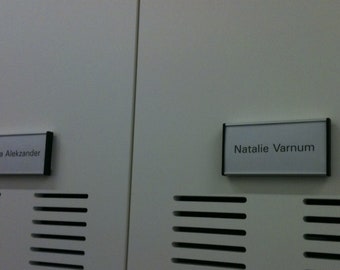 a Alekzander
Natalie Varnum